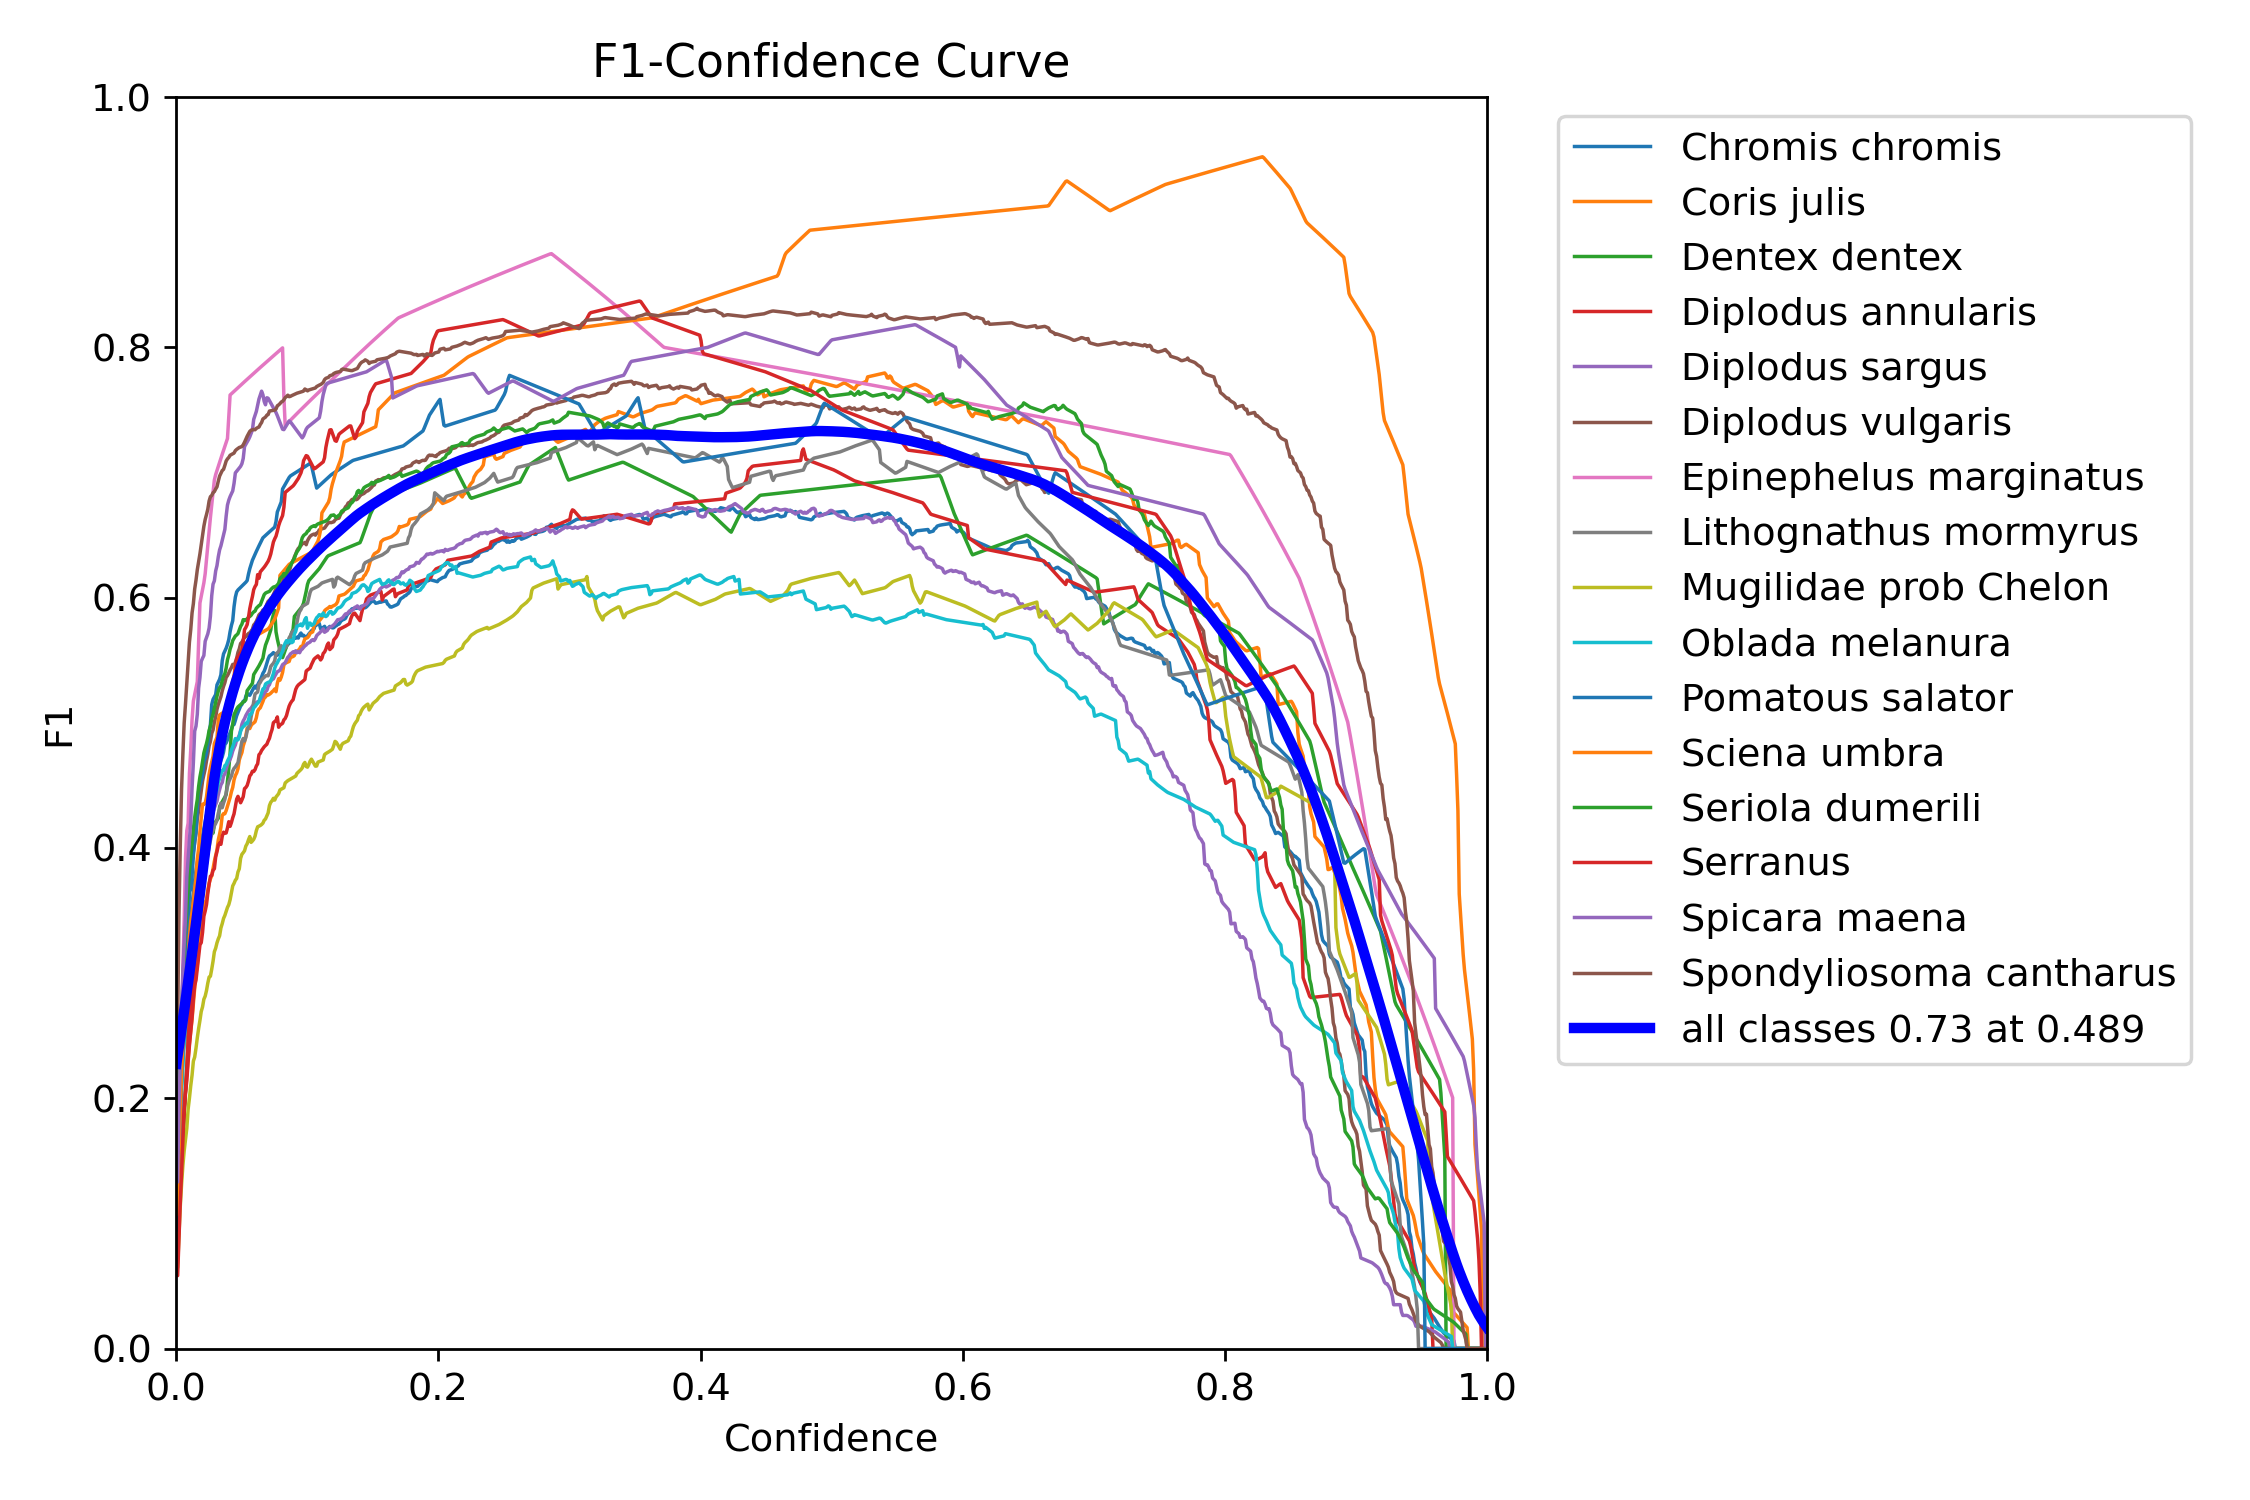 F1-Confidence Curve
1.0
0.8
0.6
0.4
0.2
0.0
F1
0.0 0.2 0.4 0.6 0.8 1.0
Confidence
Chromis chromis
Coris julis
Dentex dentex
Diplodus annularis
Diplodus sargus
Diplodus vulgaris
Epinephelus marginatus
Lithognathus mormyrus
Mugilidae prob Chelon
Oblada melanura
Pomatous salator
Sciena umbra
Seriola dumerili
Serranus
Spicara maena
Spondyliosoma cantharus
all classes 0.73 at 0.489